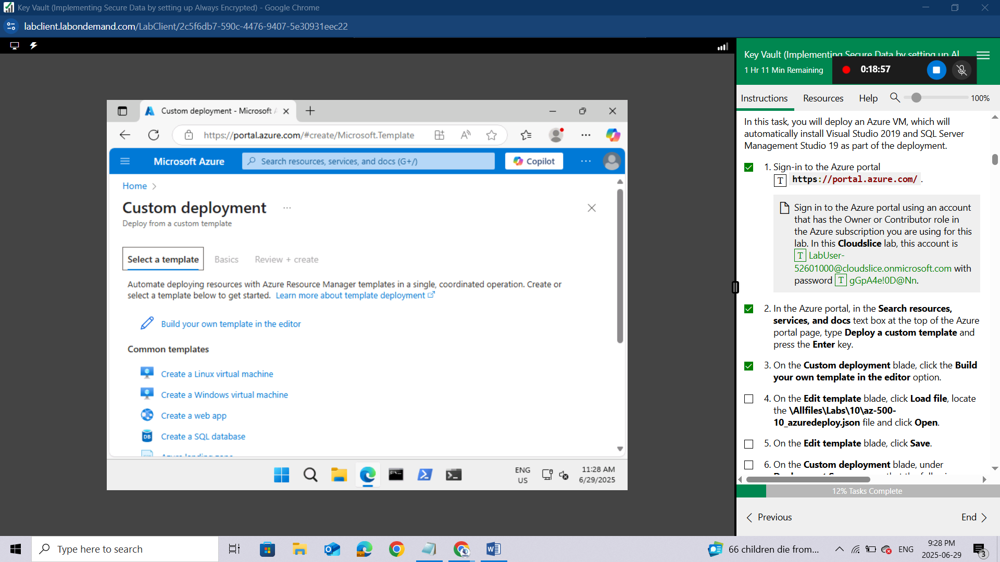 Key Vault (Implementing Secure Data by setting up Always Encrypted) - Google Chrome
labclient.labondemand.com/LabClient/2c5f6db7-590c-4476-9407-5e30931eec22
Custom deployment - Microsoft
https://portal.azure.com/#create/Microsoft.Template
Microsoft Azure
Search resources, services, and docs (G+/)
Copilot
Home
Custom deployment
Deploy from a custom template
Select a template
Basics
Review + create
Automate deploying resources with Azure Resource Manager templates in a single, coordinated operation. Create or
select a template below to get started. Learn more about template deployment
Build your own template in the editor
Common templates
Create a Linux virtual machine
Create a Windows virtual machine
Create a web app
DB
Create a SQL database
ENG
US
11:28 AM
6/29/2025
Key Vault (Implementing Secure Data by setting up Al
1 Hr 11 Min Remaining
0:18:57
Instructions
Resources
Help
100%
In this task, you will deploy an Azure VM, which will
automatically install Visual Studio 2019 and SQL Server
Management Studio 19 as part of the deployment.
1. Sign-in to the Azure portal
T https://portal.azure.com/ .
Sign in to the Azure portal using an account
that has the Owner or Contributor role in
the Azure subscription you are using for this
lab. In this Cloudslice lab, this account is
T LabUser-
52601000@cloudslice.onmicrosoft.com with
password T gGpA4e!0D@Nn.
2. In the Azure portal, in the Search resources,
services, and docs text box at the top of the Azure
portal page, type Deploy a custom template and
press the Enter key.
3. On the Custom deployment blade, click the Build
your own template in the editor option.
4. On the Edit template blade, click Load file, locate
the \Allfiles\Labs\10\az-500-
10_azuredeploy.json file and click Open.
5. On the Edit template blade, click Save.
6. On the Custom deployment blade, under
12% Tasks Complete
Previous
End
Type here to search
66 children die from...
ENG
9:28 PM
2025-06-29
3